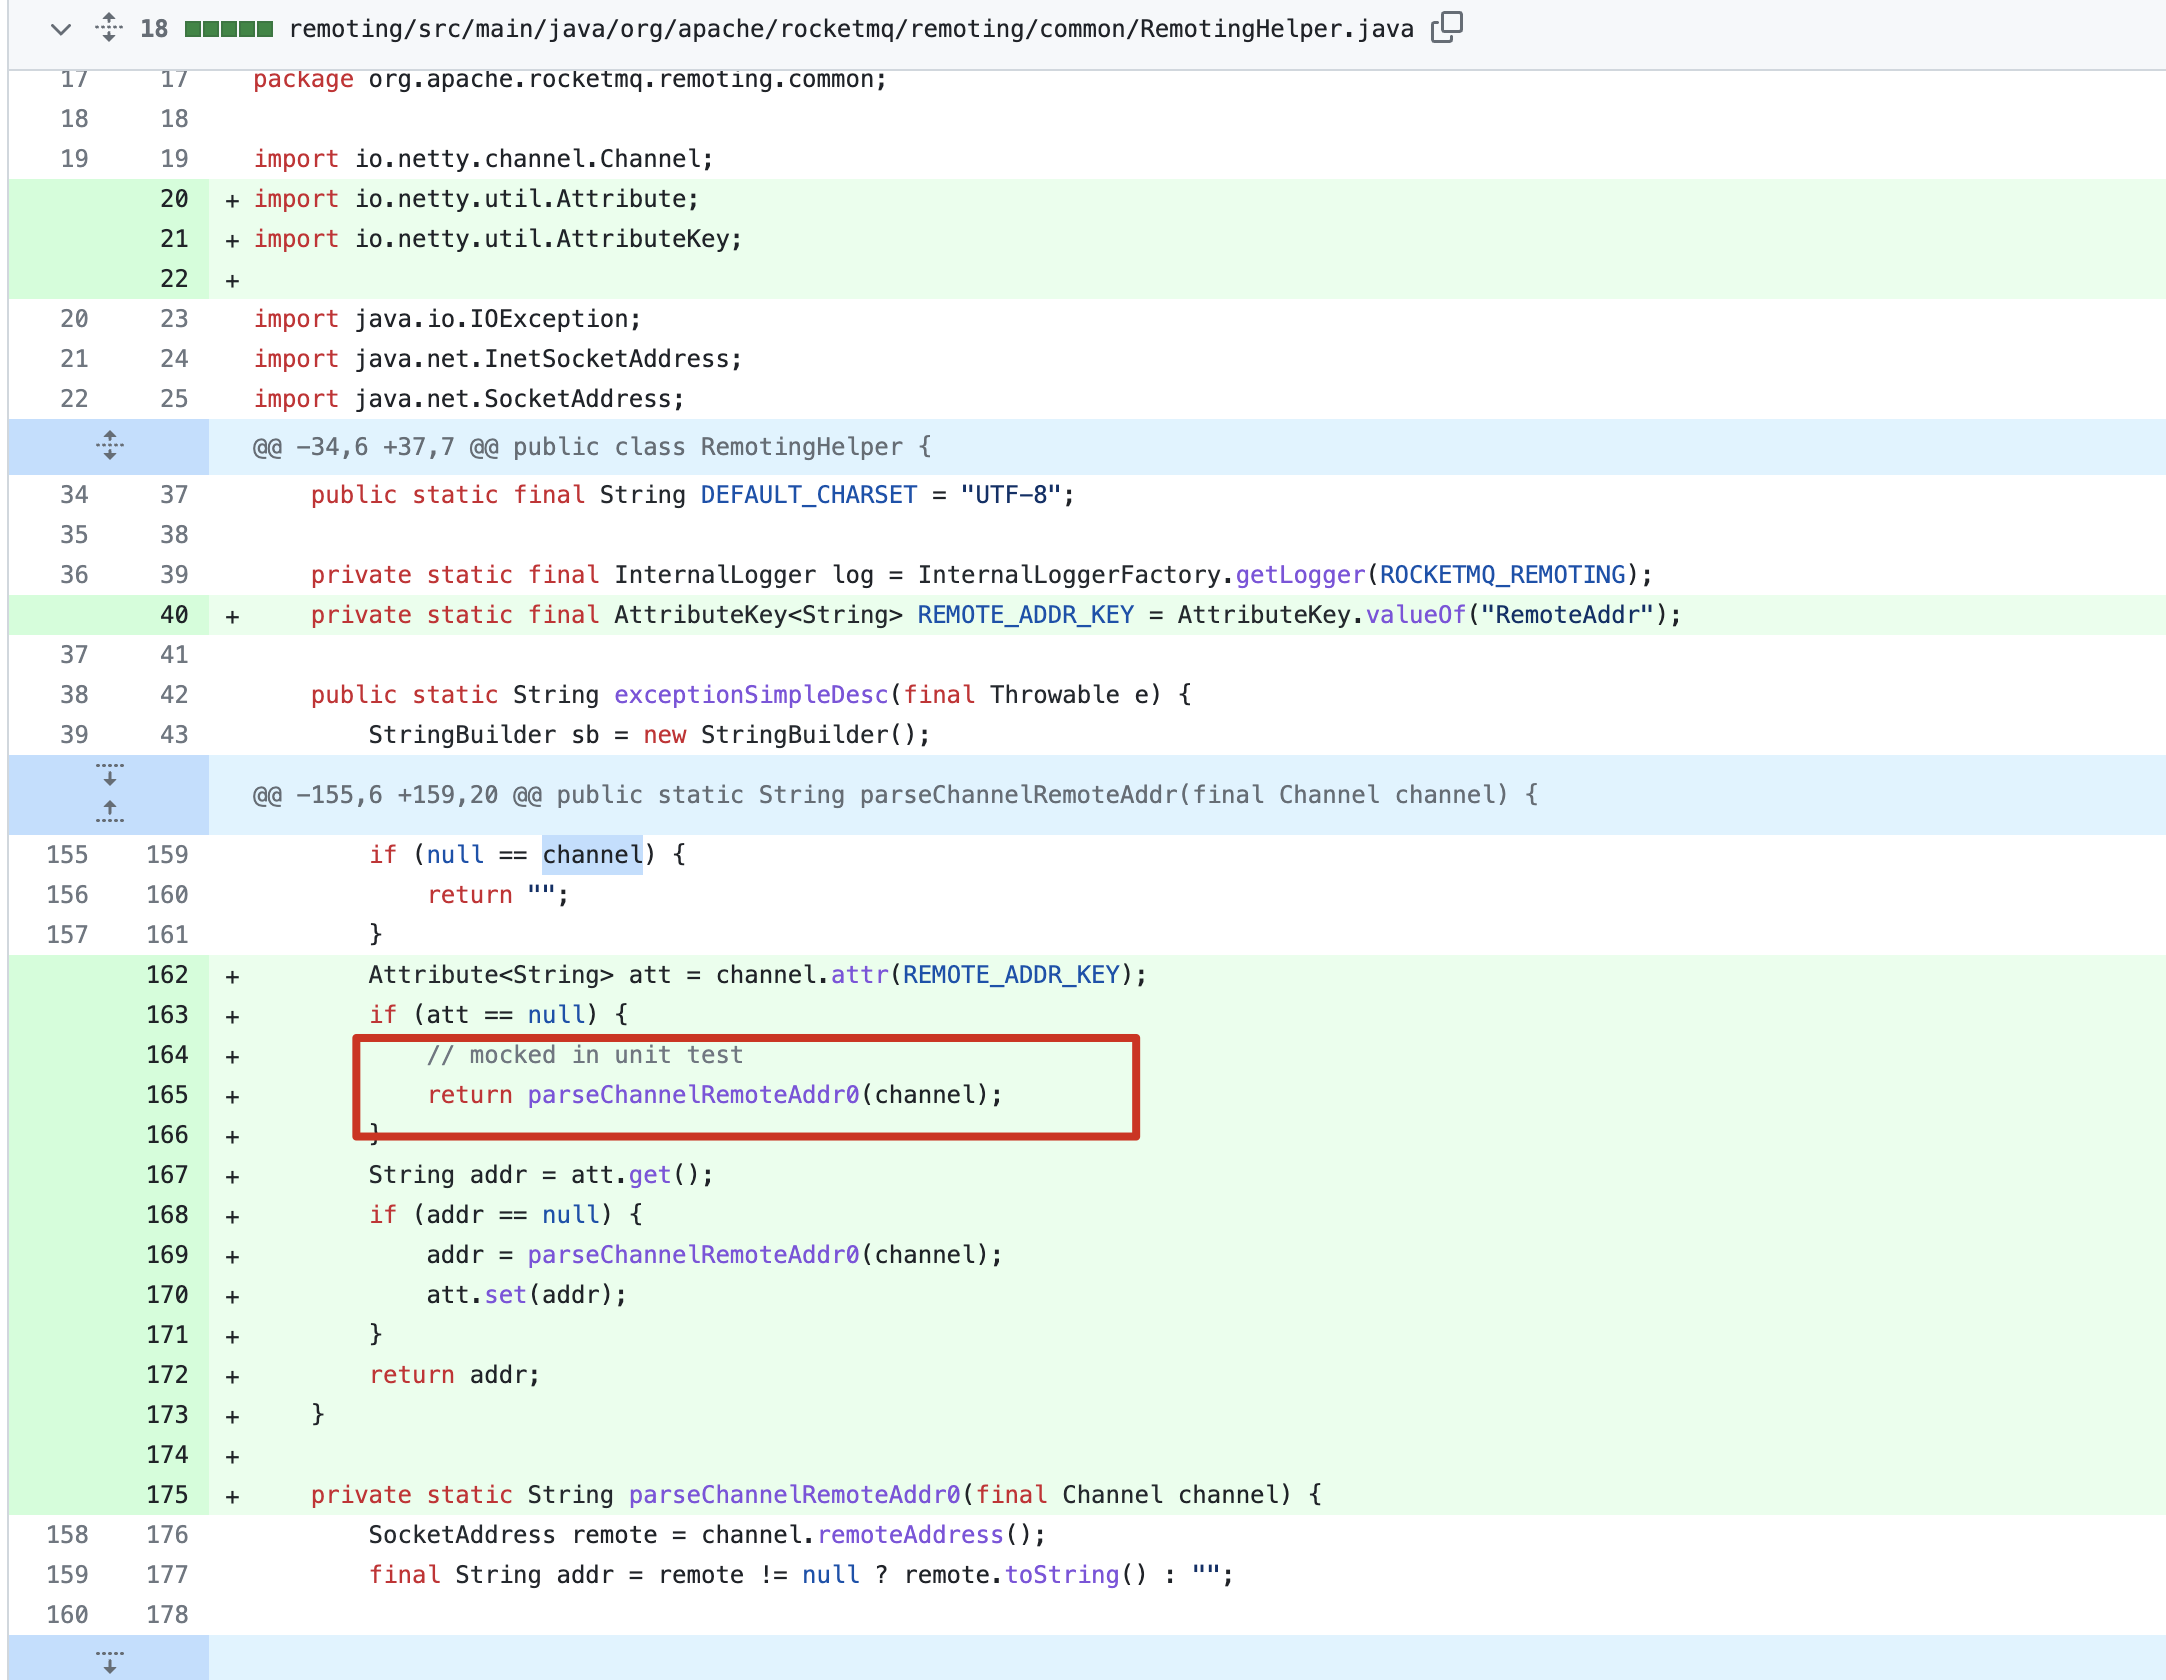 18 remoting/src/main/java/org/apache/rocketmq/remoting/common/RemotingHelper.java
17 17 package org.apache.rocketmq.remoting.common;
18 18
19 19 import io.netty.channel.Channel;
20 + import io.netty.util.Attribute;
21 + import io.netty.util.AttributeKey;
22 +
20 23 import java.io.IOException;
21 24 import java.net.InetSocketAddress;
22 25 import java.net.SocketAddress;
@@ -34,6 +37,7 @@ public class RemotingHelper {
34 37 public static final String DEFAULT_CHARSET = "UTF-8";
35 38
36 39 private static final InternalLogger log = InternalLoggerFactory.getLogger(ROCKETMQ_REMOTING);
40 + private static final AttributeKey<String> REMOTE_ADDR_KEY = AttributeKey.valueOf("RemoteAddr");
37 41
38 42 public static String exceptionSimpleDesc(final Throwable e) {
39 43 StringBuilder sb = new StringBuilder();
@@ -155,6 +159,20 @@ public static String parseChannelRemoteAddr(final Channel channel) {
155 159 if (null == channel) {
156 160 return "";
157 161 }
162 + Attribute<String> att = channel.attr(REMOTE_ADDR_KEY);
163 + if (att == null) {
164 + // mocked in unit test
165 + return parseChannelRemoteAddr0(channel);
166 + }
167 + String addr = att.get();
168 + if (addr == null) {
169 + addr = parseChannelRemoteAddr0(channel);
170 + att.set(addr);
171 + }
172 + return addr;
173 + }
174 +
175 + private static String parseChannelRemoteAddr0(final Channel channel) {
158 176 SocketAddress remote = channel.remoteAddress();
159 177 final String addr = remote != null ? remote.toString() : "";
160 178